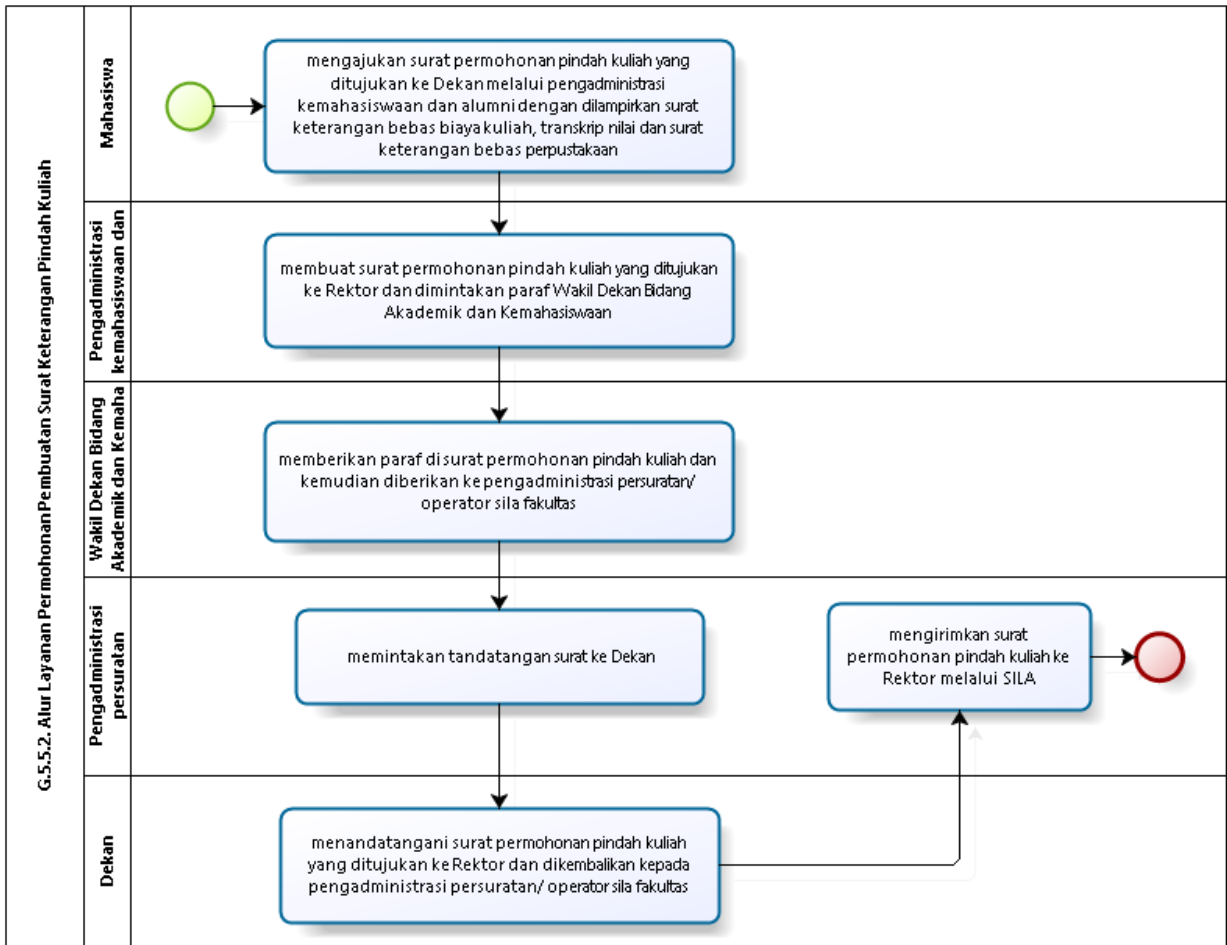 G.5.5.2. Alur Layanan Permohonan Pembuatan Surat Keterangan Pindah Kuliah
Mahasiswa
mengajukan surat permohonan pindah kuliah yang
ditujukan ke Dekan melalui pengadministrasi
kemahasiswaan dan alumni dengan dilampirkan surat
keterangan bebas biaya kuliah, transkrip nilai dan surat
keterangan bebas perpustakaan
Pengadministrasi
kemahasiswaan dan
membuat surat permohonan pindah kuliah yang ditujukan
ke Rektor dan dimintakan paraf Wakil Dekan Bidang
Akademik dan Kemahasiswaan
Wakil Dekan Bidang
Akademik dan Kemaha
memberikan paraf di surat permohonan pindah kuliah dan
kemudian diberikan ke pengadministrasi persuratan/
operator sila fakultas
Pengadministrasi
persuratan
memintakan tandatangan surat ke Dekan
mengirimkan surat
permohonan pindah kuliah ke
Rektor melalui SILA
Dekan
menandatangani surat permohonan pindah kuliah
yang ditujukan ke Rektor dan dikembalikan kepada
pengadministrasi persuratan/ operator sila fakultas